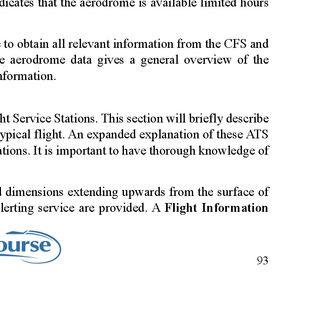 dicates that the aerodrome is available limited hours
to obtain all relevant information from the CFS and
e aerodrome data gives a general overview of the
nformation.
ht Service Stations. This section will briefly describe
ypical flight. An expanded explanation of these ATS
ations. It is important to have thorough knowledge of
d dimensions extending upwards from the surface of
lerting service are provided. A Flight Information
ourse
93